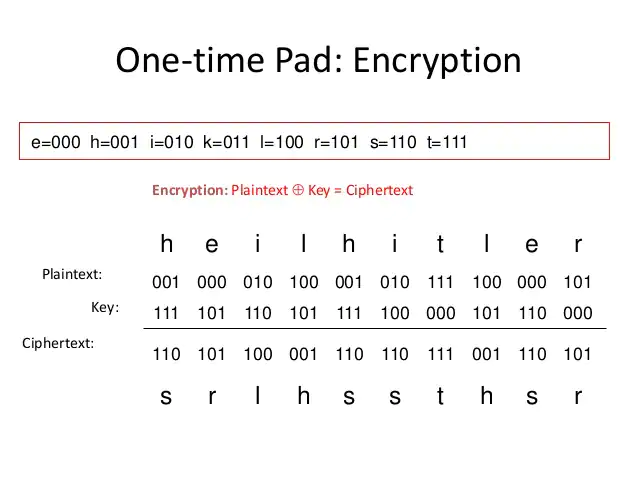 One-time Pad: Encryption
e=000 h=001 i=010 k=011 l=100 r=101 s=110 t=111
Encryption: Plaintext ⊕ Key = Ciphertext
h e i l h i t l e r
Plaintext: 001 000 010 100 001 010 111 100 000 101
Key: 111 101 110 101 111 100 000 101 110 000
Ciphertext: 110 101 100 001 110 110 111 001 110 101
s r l h s s t h s r